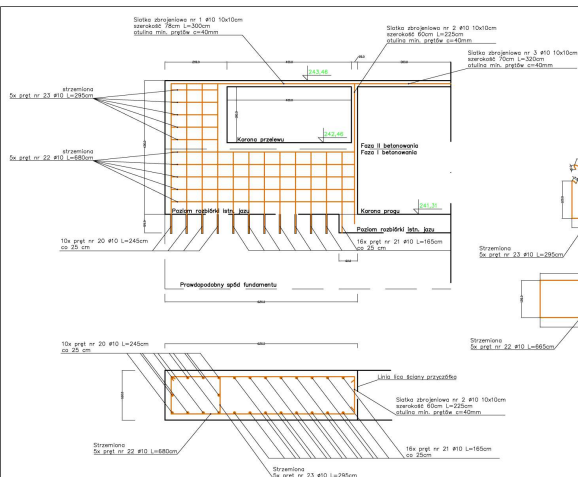 Siatka zbrojeniowa nr 1 #10 10x10cm
szerokość 78cm L=300cm
otulina min. prętów c=40mm
Siatka zbrojeniowa nr 2 #10 10x10cm
szerokość 60cm L=225cm
otulina min. prętów c=40mm
Siatka zbrojeniowa nr 3 #10 10x10cm
szerokość 70cm L=320cm
otulina min. prętów c=40mm
243,48
strzemiona
5x pręt nr 23 #10 L=295cm
Korona przelewu
242,48
Faza II betonowania
Faza I betonowania
strzemiona
5x pręt nr 22 #10 L=680cm
Poziom rozbiórki istn. jazu
Korona progu
241,31
Poziom rozbiórki istn. jazu
10x pręt nr 20 #10 L=245cm
co 25 cm
16x pręt nr 21 #10 L=165cm
co 25 cm
Strzemiona
5x pręt nr 23 #10 L=295cm
Prawdopodobny spód fundamentu
Strzemiona
5x pręt nr 22 #10 L=665cm
10x pręt nr 20 #10 L=245cm
co 25 cm
Linia lica ściany przyczółka
Siatka zbrojeniowa nr 2 #10 10x10cm
szerokość 60cm L=225cm
otulina min. prętów c=40mm
Strzemiona
5x pręt nr 22 #10 L=680cm
16x pręt nr 21 #10 L=165cm
co 25cm
Strzemiona
5x pręt nr 23 #10 L=295cm